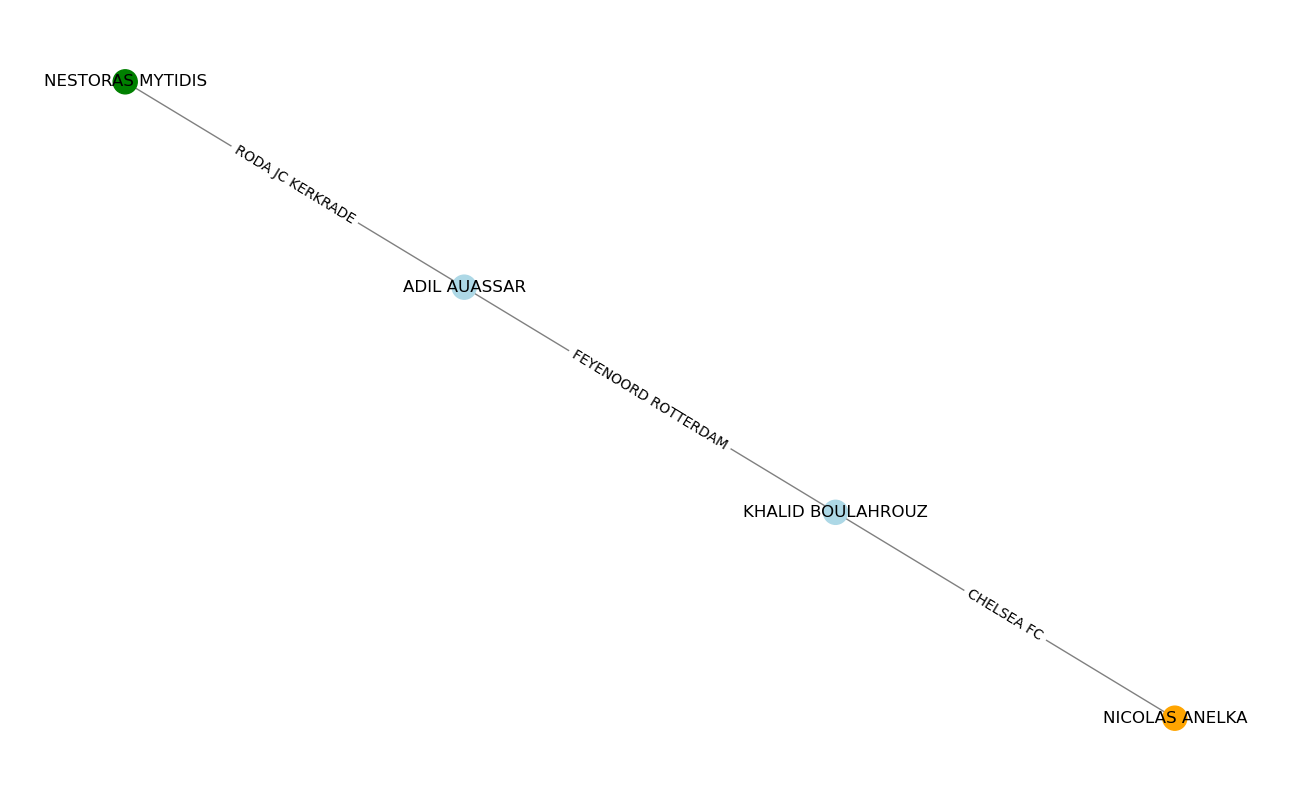 NESTORAS MYTIDIS
RODA JC KERKRADE
ADIL AUASSAR
FEYENOORD ROTTERDAM
KHALID BOULAHROUZ
CHELSEA FC
NICOLAS ANELKA